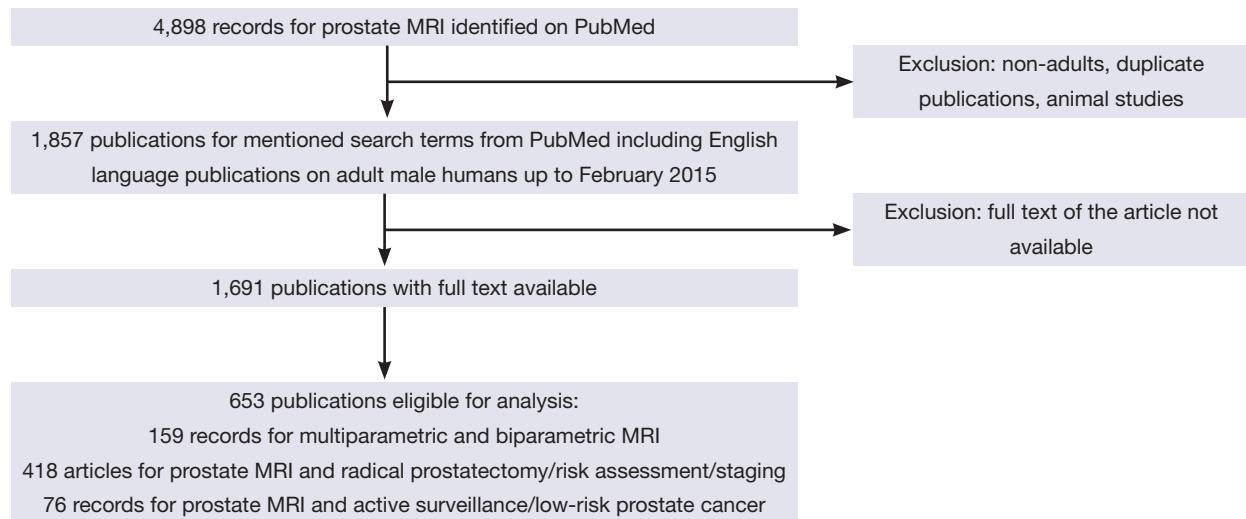 4,898 records for prostate MRI identified on PubMed
Exclusion: non-adults, duplicate
publications, animal studies
1,857 publications for mentioned search terms from PubMed including English
language publications on adult male humans up to February 2015
Exclusion: full text of the article not
available
1,691 publications with full text available
653 publications eligible for analysis:
159 records for multiparametric and biparametric MRI
418 articles for prostate MRI and radical prostatectomy/risk assessment/staging
76 records for prostate MRI and active surveillance/low-risk prostate cancer